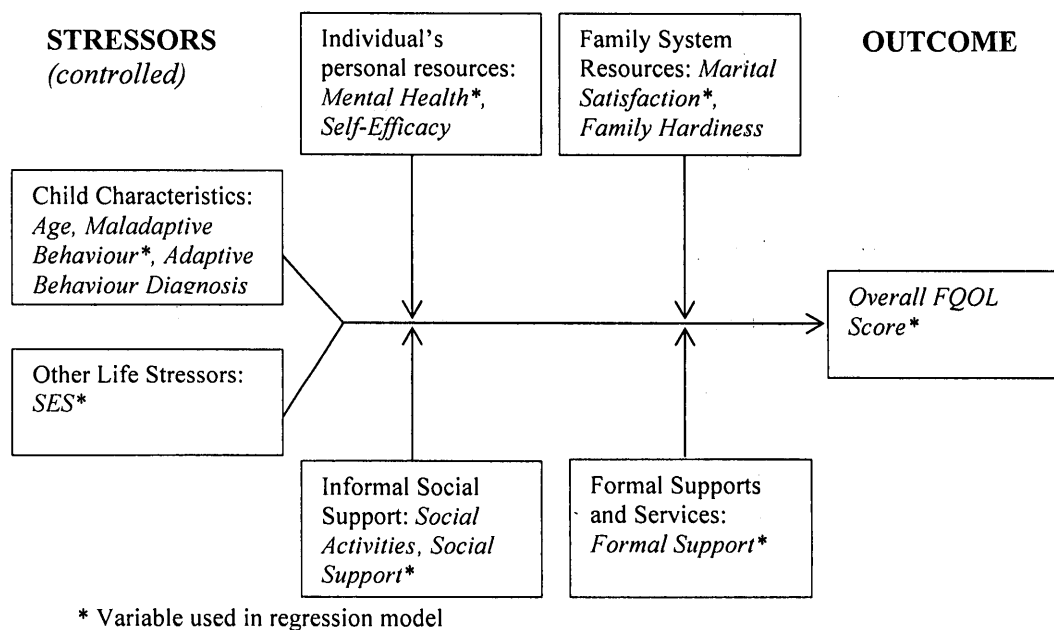 STRESSORS
(controlled)
Individual's
personal resources:
Mental Health*,
Self-Efficacy
Family System
Resources: Marital
Satisfaction*,
Family Hardiness
OUTCOME
Child Characteristics:
Age, Maladaptive
Behaviour*, Adaptive
Behaviour Diagnosis
Other Life Stressors:
SES*
Overall FQOL
Score*
Informal Social
Support: Social
Activities, Social
Support*
Formal Supports
and Services:
Formal Support*
* Variable used in regression model